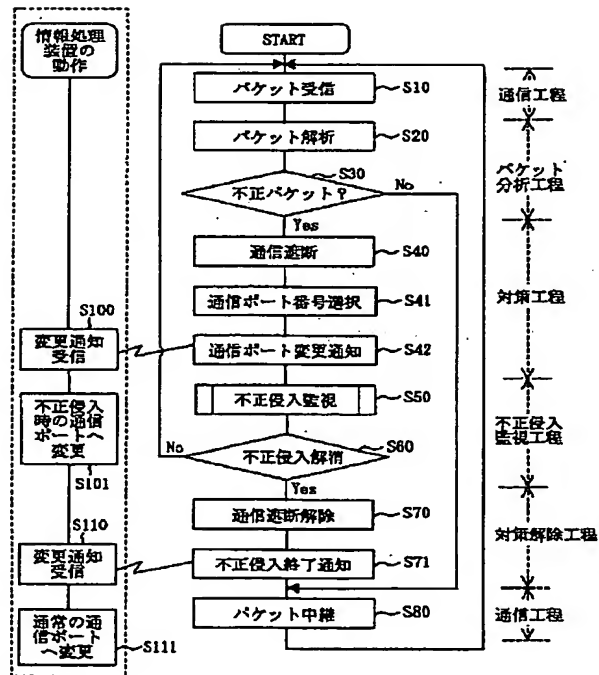 情報処理
装置の
動作
START
パケット受信
S10
通信工程
パケット解析
S20
S30
不正パケット?
No
Yes
パケット
分析工程
通信遮断
S40
通信ポート番号選択
S41
対策工程
S100
変更通知
受信
通信ポート変更通知
S42
不正侵入
時の通信
ポートへ
変更
S101
不正侵入監視
S50
不正侵入
監視工程
S60
No
不正侵入解消
Yes
通信遮断解除
S70
対策解除工程
S110
変更通知
受信
不正侵入終了通知
S71
通常の通
信ポート
へ変更
S111
パケット中継
S80
通信工程